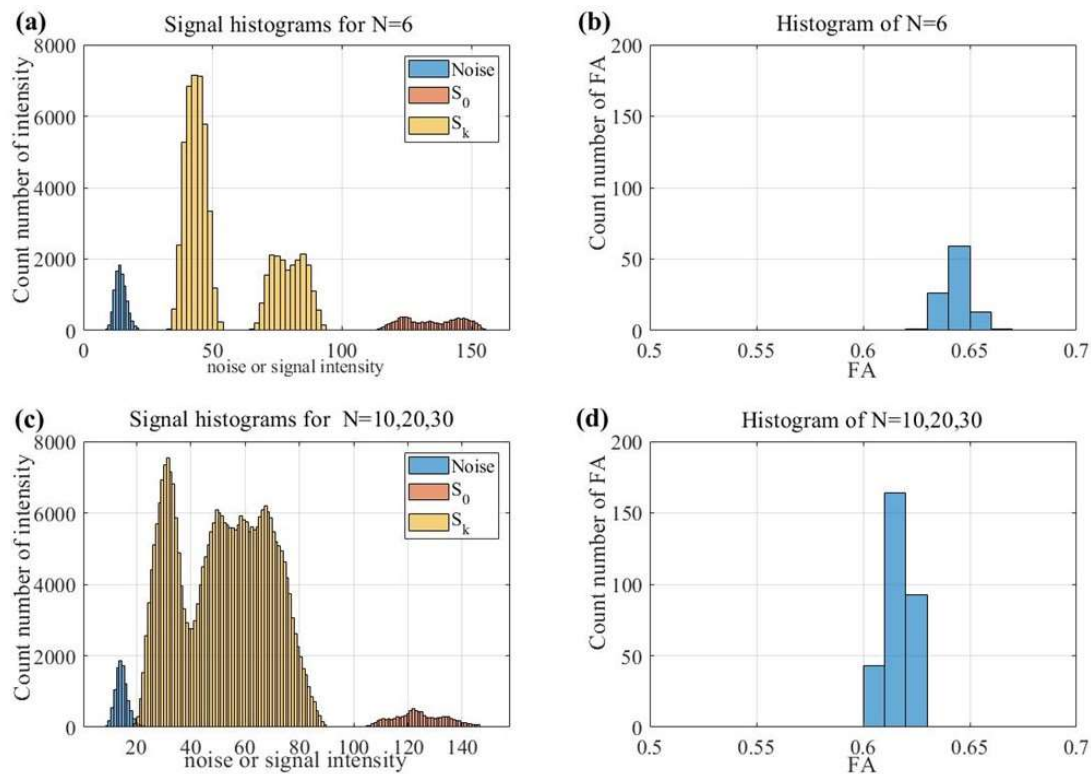 (a)
Signal histograms for N=6
8000
6000
4000
2000
0
Count number of intensity
Noise
S0
Sk
0 50 100 150
noise or signal intensity
(b)
Histogram of N=6
200
150
100
50
0
Count number of FA
0.5 0.55 0.6 0.65 0.7
FA
(c)
Signal histograms for N=10,20,30
8000
6000
4000
2000
0
Count number of intensity
Noise
S0
Sk
20 40 60 80 100 120 140
noise or signal intensity
(d)
Histogram of N=10,20,30
200
150
100
50
0
Count number of FA
0.5 0.55 0.6 0.65 0.7
FA